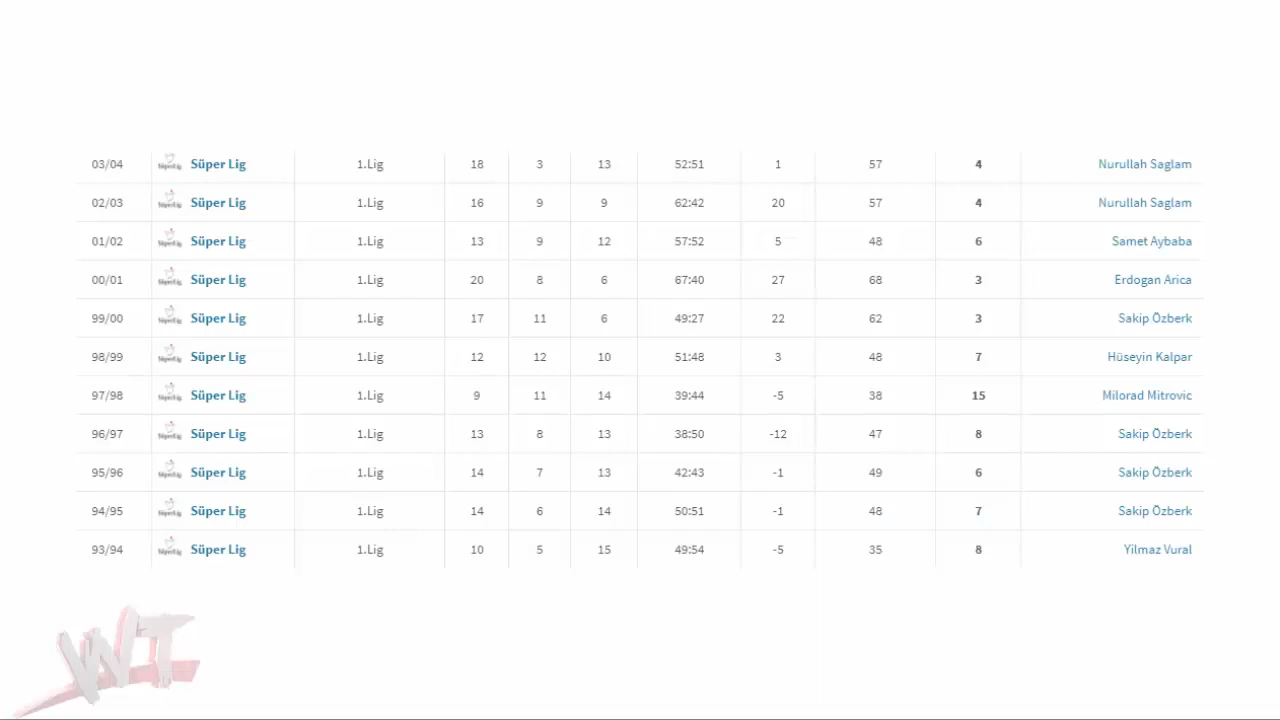 03/04 Süper Lig 1.Lig 18 3 13 52:51 1 57 4 Nurullah Saglam
02/03 Süper Lig 1.Lig 16 9 9 62:42 20 57 4 Nurullah Saglam
01/02 Süper Lig 1.Lig 13 9 12 57:52 5 48 6 Samet Aybaba
00/01 Süper Lig 1.Lig 20 8 6 67:40 27 68 3 Erdogan Arica
99/00 Süper Lig 1.Lig 17 11 6 49:27 22 62 3 Sakip Özberk
98/99 Süper Lig 1.Lig 12 12 10 51:48 3 48 7 Hüseyin Kalpar
97/98 Süper Lig 1.Lig 9 11 14 39:44 -5 38 15 Milorad Mitrovic
96/97 Süper Lig 1.Lig 13 8 13 38:50 -12 47 8 Sakip Özberk
95/96 Süper Lig 1.Lig 14 7 13 42:43 -1 49 6 Sakip Özberk
94/95 Süper Lig 1.Lig 14 6 14 50:51 -1 48 7 Sakip Özberk
93/94 Süper Lig 1.Lig 10 5 15 49:54 -5 35 8 Yilmaz Vural
WT